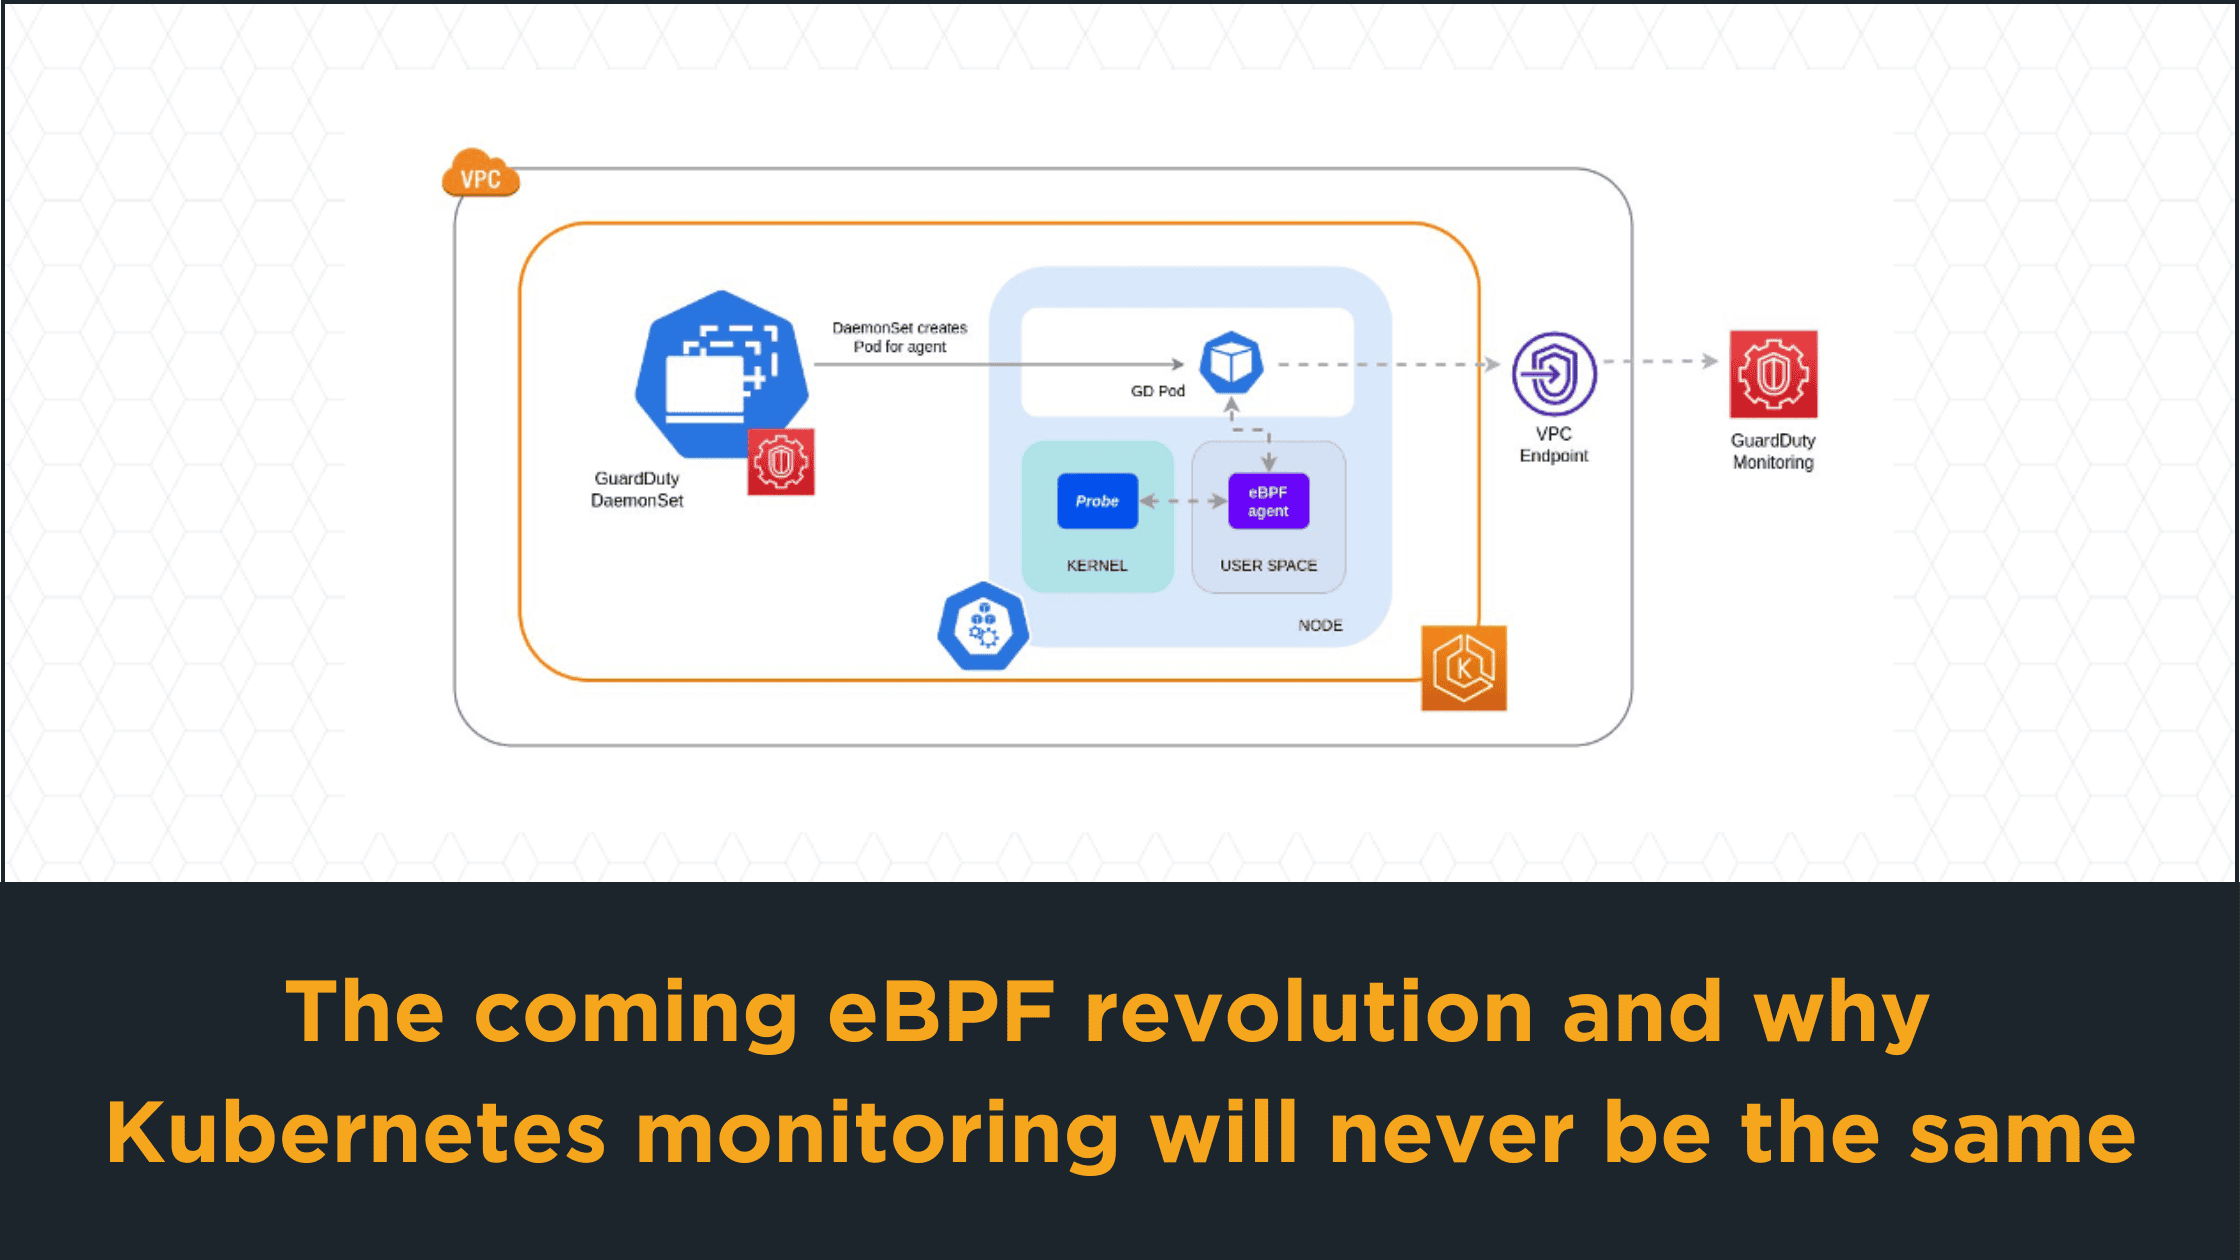 VPC
DaemonSet creates
Pod for agent
GD Pod
GuardDuty
DaemonSet
Probe
eBPF
agent
KERNEL
USER SPACE
NODE
K
VPC
Endpoint
GuardDuty
Monitoring
The coming eBPF revolution and why
Kubernetes monitoring will never be the same